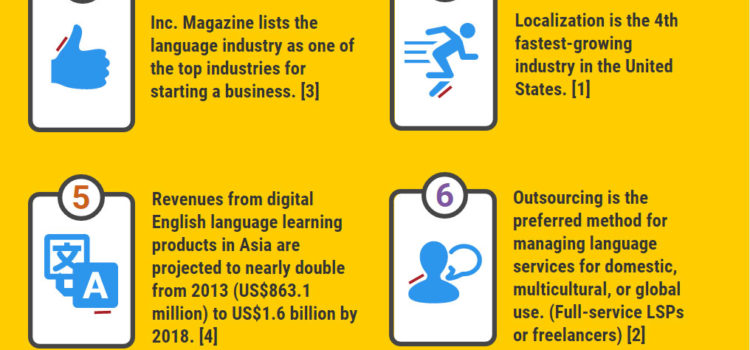 Inc. Magazine lists the
language industry as one of
the top industries for
starting a business. [3]
Localization is the 4th
fastest-growing
industry in the United
States. [1]
5
Revenues from digital
English language learning
products in Asia are
projected to nearly double
from 2013 (US$863.1
million) to US$1.6 billion by
2018. [4]
文
A
6
Outsourcing is the
preferred method for
managing language
services for domestic,
multicultural, or global
use. (Full-service LSPs
or freelancers) [2]